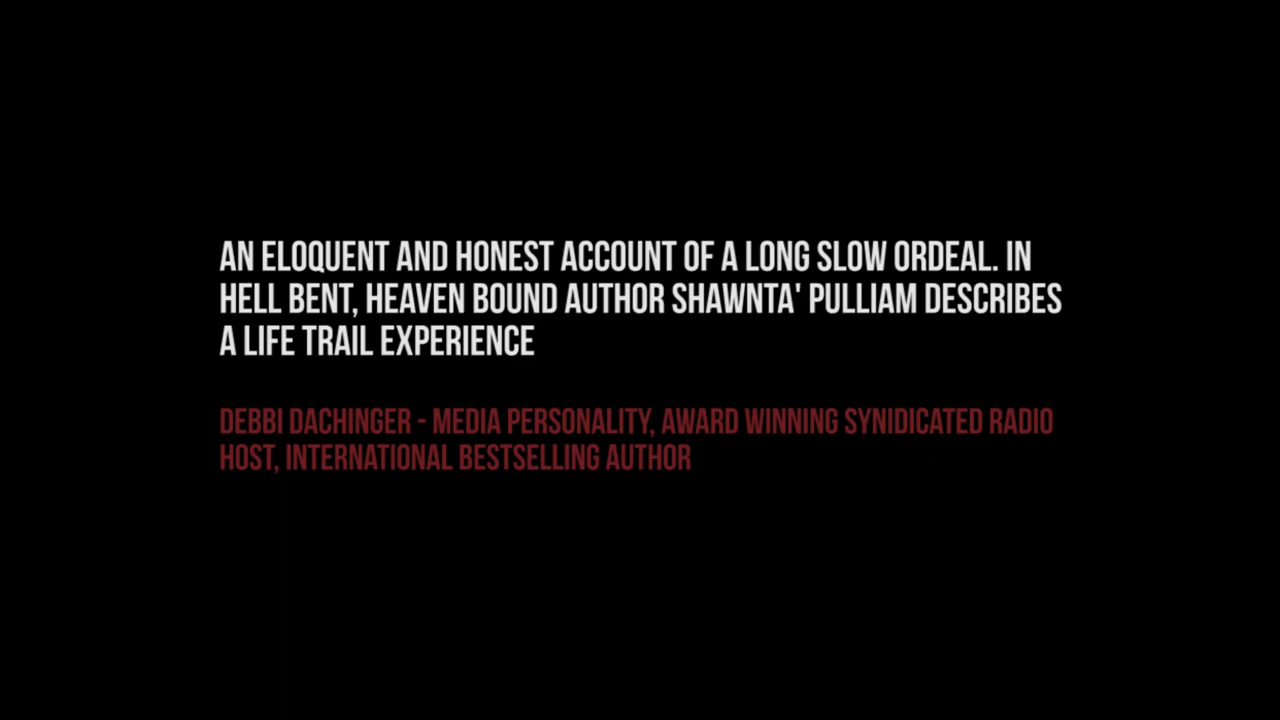 AN ELOQUENT AND HONEST ACCOUNT OF A LONG SLOW ORDEAL. IN
HELL BENT, HEAVEN BOUND AUTHOR SHAWNTA' PULLIAM DESCRIBES
A LIFE TRAIL EXPERIENCE
DEBBI DACHINGER - MEDIA PERSONALITY, AWARD WINNING SYNIDICATED RADIO
HOST, INTERNATIONAL BESTSELLING AUTHOR